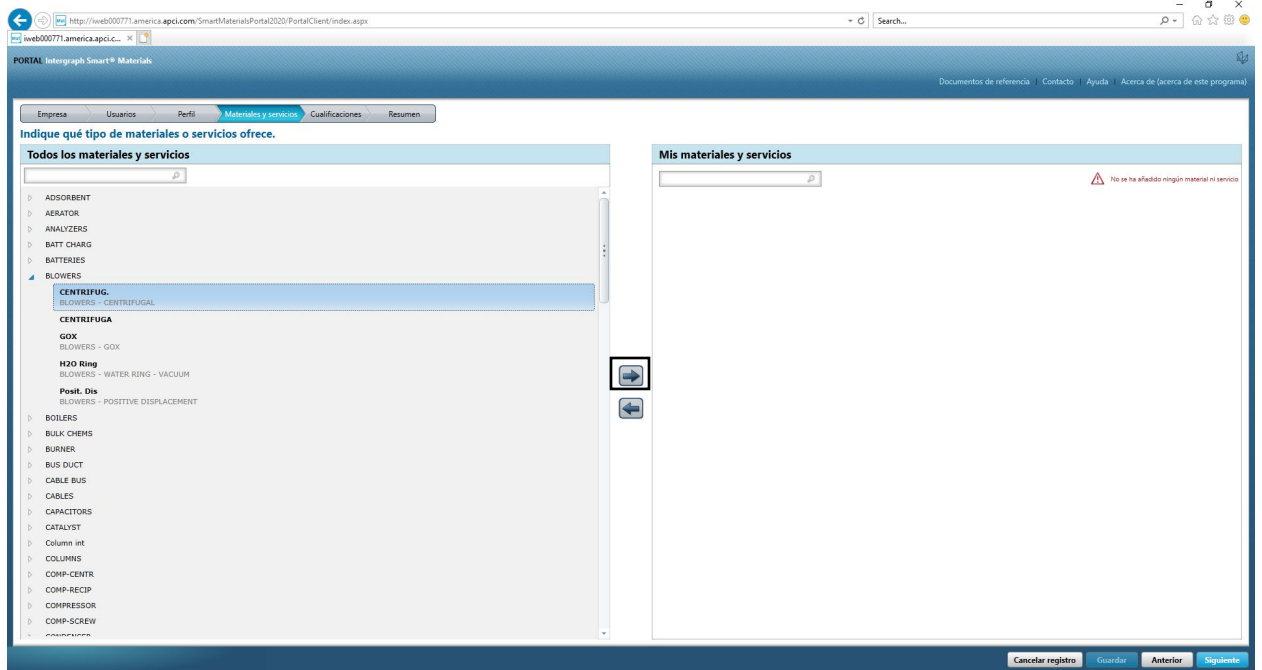 http://iweb000771.america.apci.com/SmartMaterialsPortal2020/PortalClient/index.aspx
Search...
iweb000771.america.apci.c...
PORTAL Intergraph Smart® Materials
Documentos de referencia | Contacto | Ayuda | Acerca de (acerca de este programa)
Empresa Usuarios Perfil Materiales y servicios Cualificaciones Resumen
Indique qué tipo de materiales o servicios ofrece.
Todos los materiales y servicios
Mis materiales y servicios
No se ha añadido ningún material ni servicio
ADSORBENT
AERATOR
ANALYZERS
BATT CHARG
BATTERIES
BLOWERS
CENTRIFUG.
BLOWERS - CENTRIFUGAL
CENTRIFUGA
GOX
BLOWERS - GOX
H2O Ring
BLOWERS - WATER RING - VACUUM
Posit. Dis
BLOWERS - POSITIVE DISPLACEMENT
BOILERS
BULK CHEMS
BURNER
BUS DUCT
CABLE BUS
CABLES
CAPACITORS
CATALYST
Column int
COLUMNS
COMP-CENTR
COMP-RECIP
COMPRESSOR
COMP-SCREW
Cancelar registro Guardar Anterior Siguiente